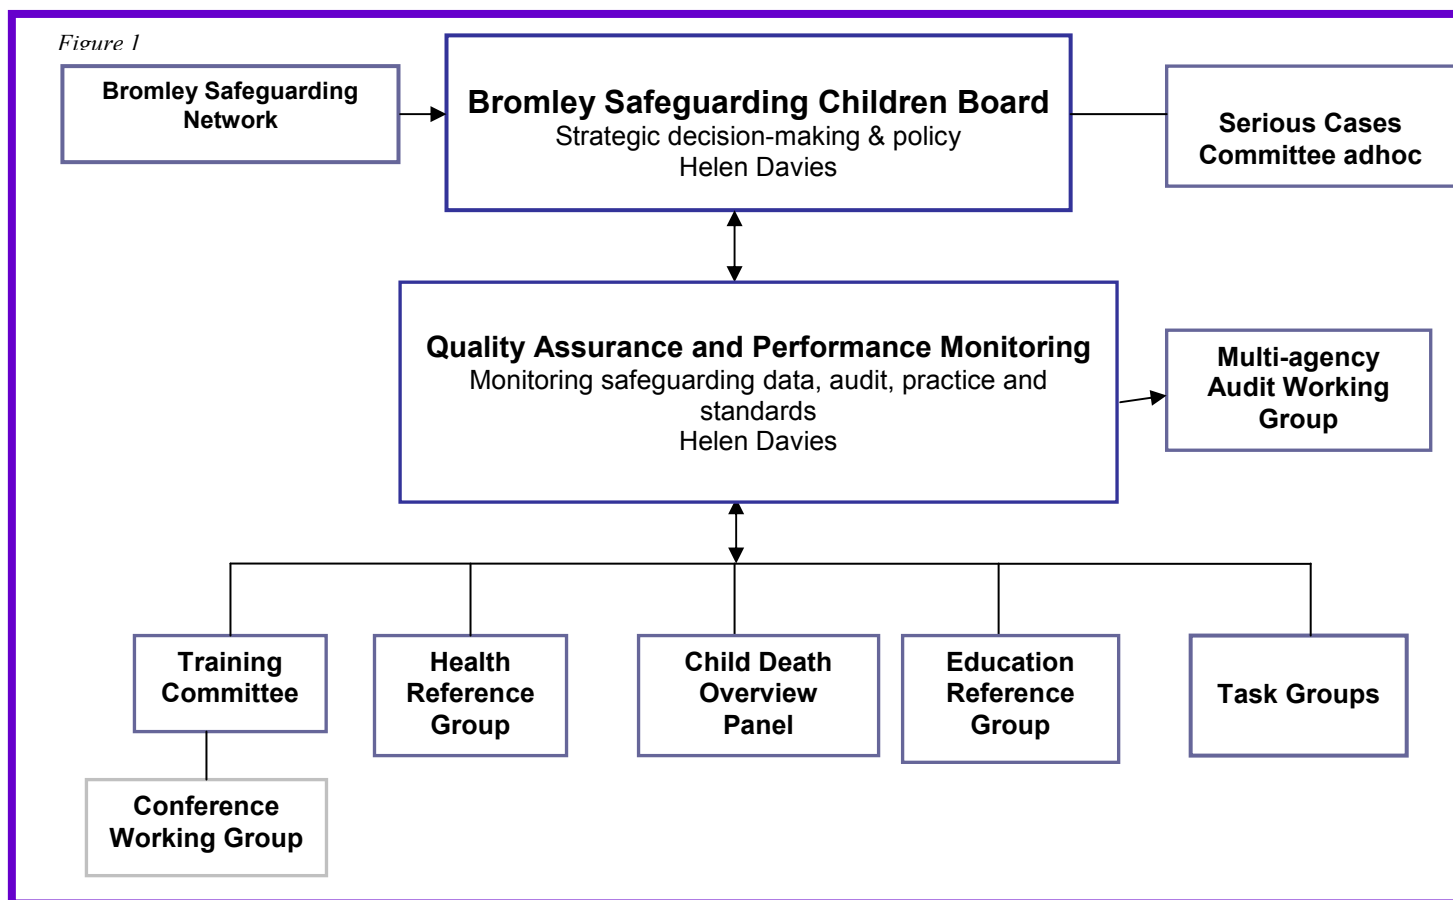 Figure 1
Bromley Safeguarding
Network
Bromley Safeguarding Children Board
Strategic decision-making & policy
Helen Davies
Serious Cases
Committee adhoc
Quality Assurance and Performance Monitoring
Monitoring safeguarding data, audit, practice and
standards
Helen Davies
Multi-agency
Audit Working
Group
Training
Committee
Health
Reference
Group
Child Death
Overview
Panel
Education
Reference
Group
Task Groups
Conference
Working Group